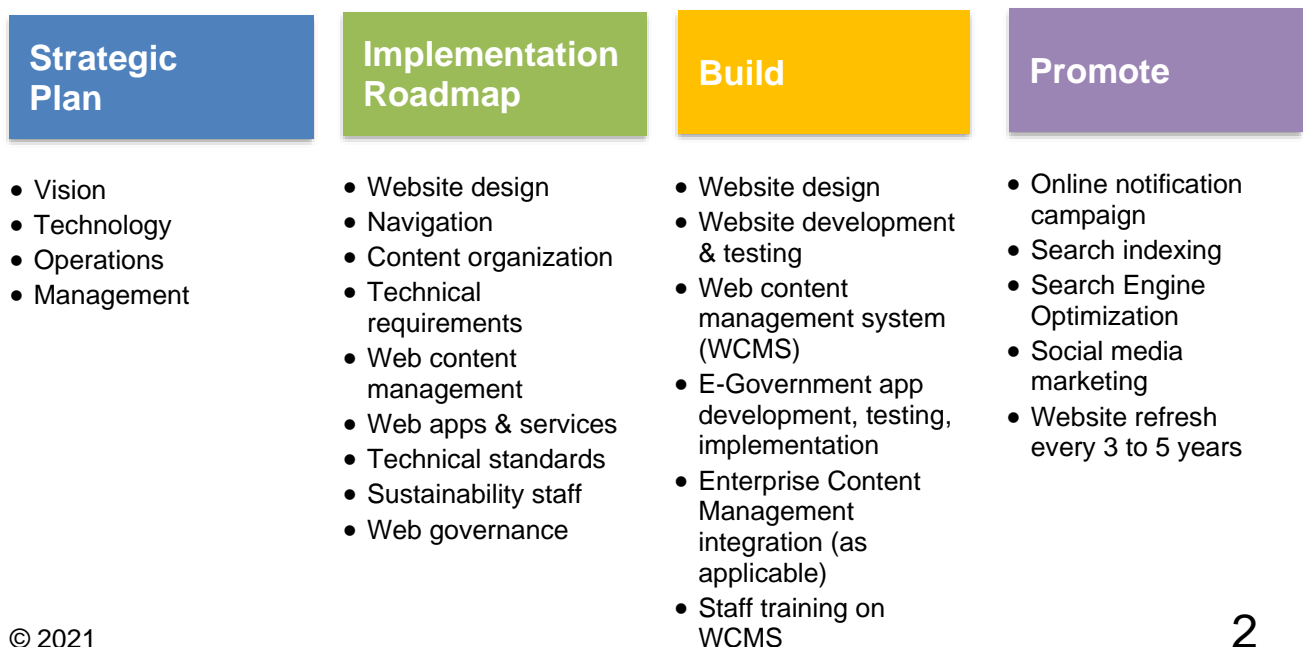 Strategic
Plan
• Vision
• Technology
• Operations
• Management
Implementation
Roadmap
• Website design
• Navigation
• Content organization
• Technical
requirements
• Web content
management
• Web apps & services
• Technical standards
• Sustainability staff
• Web governance
Build
• Website design
• Website development
& testing
• Web content
management system
(WCMS)
• E-Government app
development, testing,
implementation
• Enterprise Content
Management
integration (as
applicable)
• Staff training on
WCMS
Promote
• Online notification
campaign
• Search indexing
• Search Engine
Optimization
• Social media
marketing
• Website refresh
every 3 to 5 years
© 2021
2